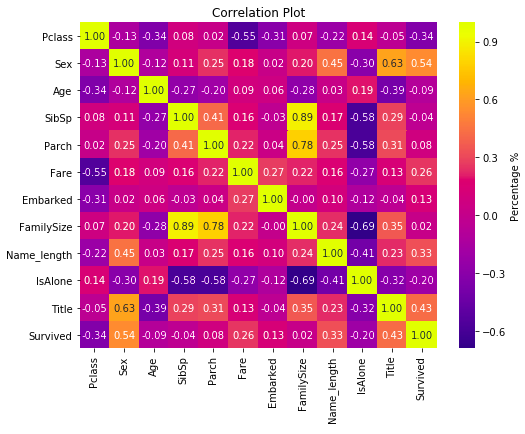 Correlation Plot
Pclass 1.00 -0.13 -0.34 0.08 0.02 -0.55 -0.31 0.07 -0.22 0.14 -0.05 -0.34
Sex -0.13 1.00 -0.12 0.11 0.25 0.18 0.02 0.20 0.45 -0.30 0.63 0.54
Age -0.34 -0.12 1.00 -0.27 -0.20 0.09 0.06 -0.28 0.03 0.19 -0.39 -0.09
SibSp 0.08 0.11 -0.27 1.00 0.41 0.16 -0.03 0.89 0.17 -0.58 0.29 -0.04
Parch 0.02 0.25 -0.20 0.41 1.00 0.22 0.04 0.78 0.25 -0.58 0.31 0.08
Fare -0.55 0.18 0.09 0.16 0.22 1.00 0.27 0.22 0.16 -0.27 0.13 0.26
Embarked -0.31 0.02 0.06 -0.03 0.04 0.27 1.00 -0.00 0.10 -0.12 -0.04 0.13
FamilySize 0.07 0.20 -0.28 0.89 0.78 0.22 -0.00 1.00 0.24 -0.69 0.35 0.02
Name_length -0.22 0.45 0.03 0.17 0.25 0.16 0.10 0.24 1.00 -0.41 0.23 0.33
IsAlone 0.14 -0.30 0.19 -0.58 -0.58 -0.27 -0.12 -0.69 -0.41 1.00 -0.32 -0.20
Title -0.05 0.63 -0.39 0.29 0.31 0.13 -0.04 0.35 0.23 -0.32 1.00 0.43
Survived -0.34 0.54 -0.09 -0.04 0.08 0.26 0.13 0.02 0.33 -0.20 0.43 1.00
Pclass Sex Age SibSp Parch Fare Embarked FamilySize Name_length IsAlone Title Survived
0.9
0.6
0.3
0.0
-0.3
-0.6
Percentage %